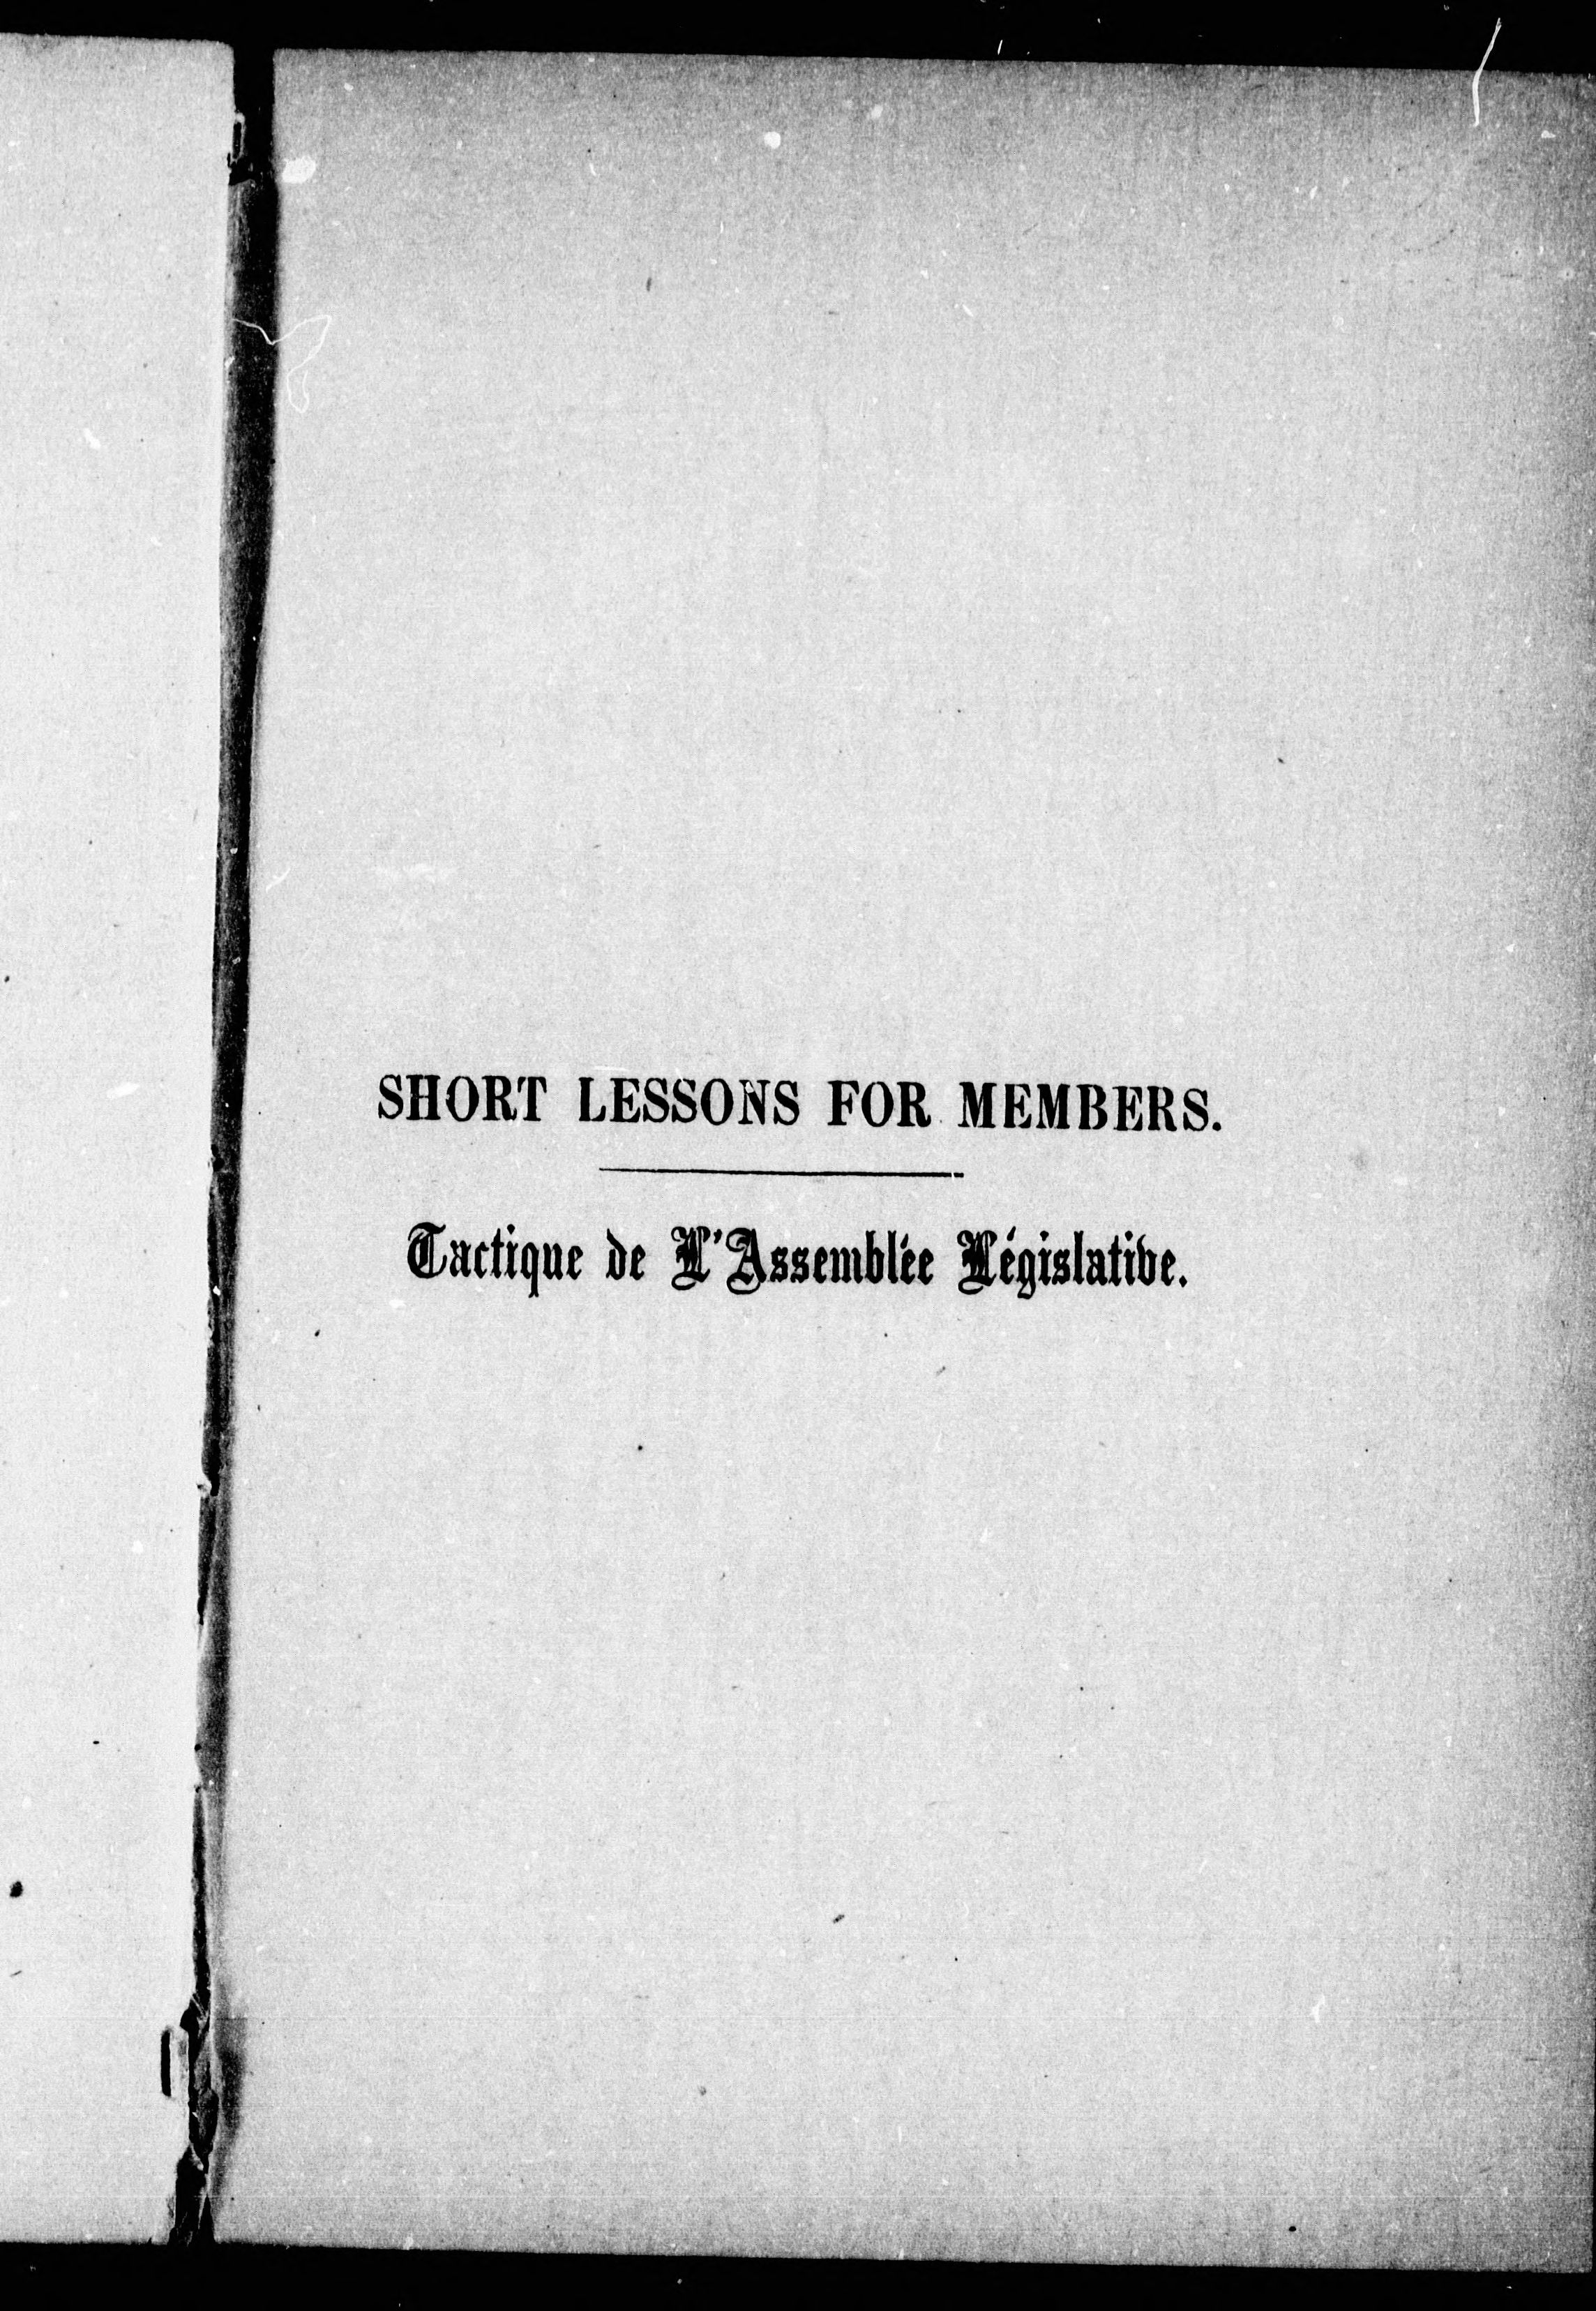 SHORT LESSONS FOR MEMBERS.
Tactique de L'Assemblée Législative.